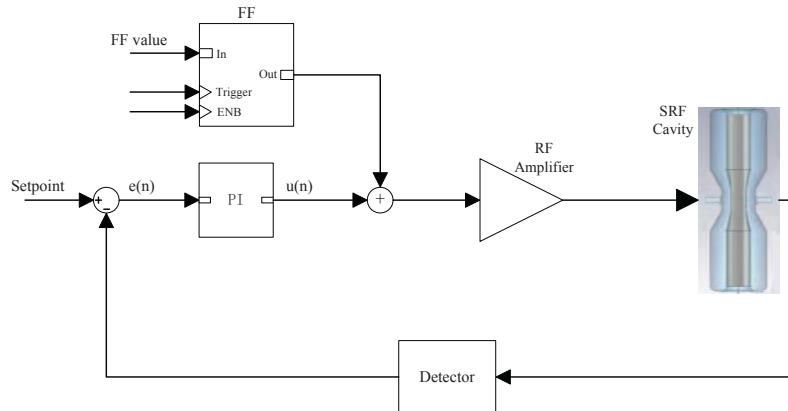 FF
FF value
In
Out
Trigger
ENB
SRF
Cavity
RF
Amplifier
Setpoint
+
−
e(n)
PI
u(n)
+
Detector